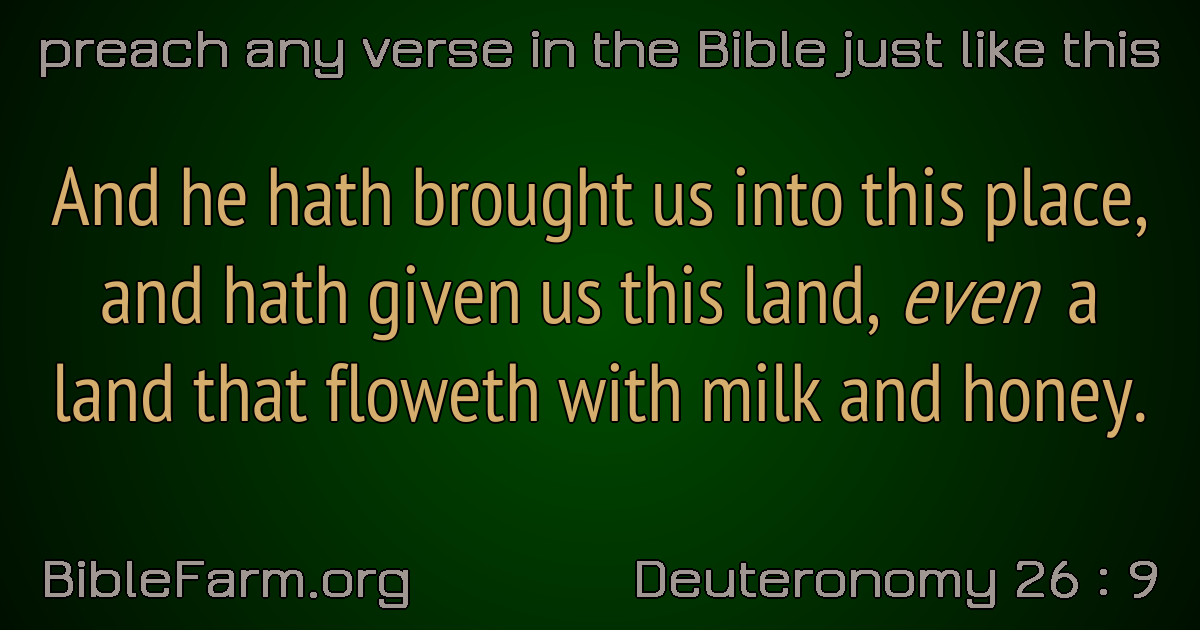 preach any verse in the Bible just like this
And he hath brought us into this place,
and hath given us this land, even a
land that floweth with milk and honey.
BibleFarm.org
Deuteronomy 26 : 9